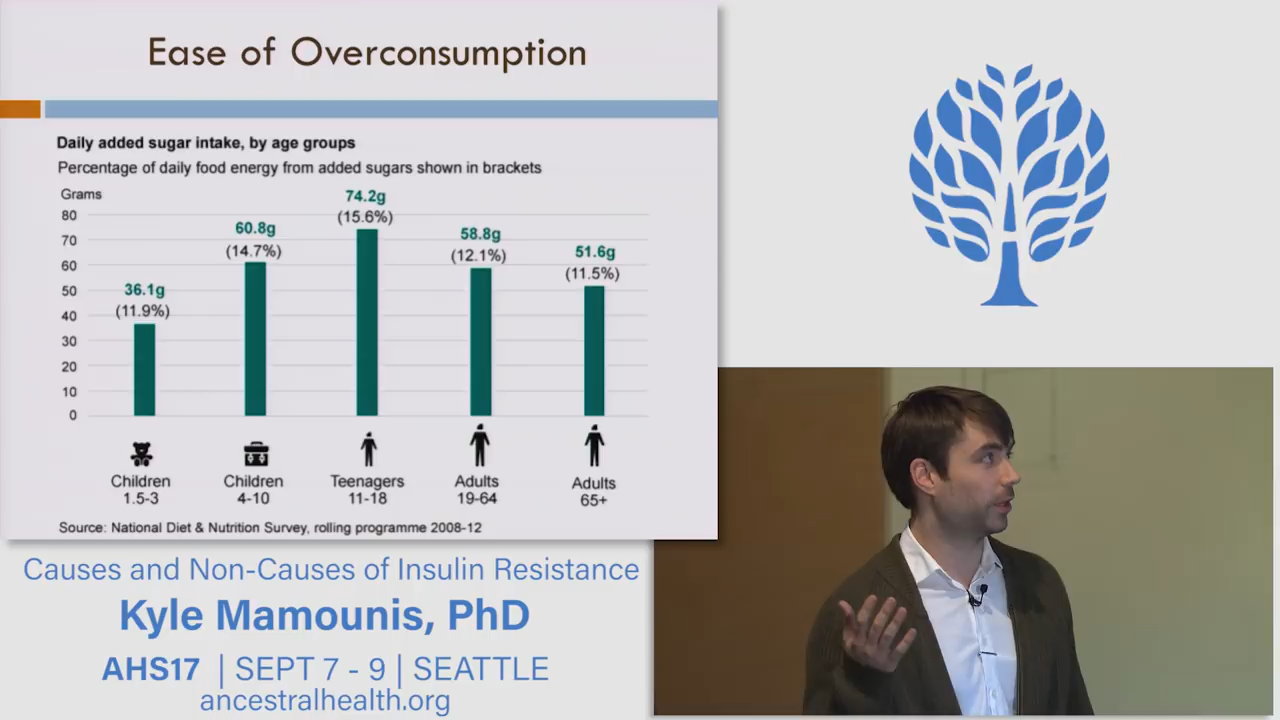 Ease of Overconsumption
Daily added sugar intake, by age groups
Percentage of daily food energy from added sugars shown in brackets
Grams
80
70
60
50
40
30
20
10
0
36.1g
(11.9%)
60.8g
(14.7%)
74.2g
(15.6%)
58.8g
(12.1%)
51.6g
(11.5%)
Children
1.5-3
Children
4-10
Teenagers
11-18
Adults
19-64
Adults
65+
Source: National Diet & Nutrition Survey, rolling programme 2008-12
Causes and Non-Causes of Insulin Resistance
Kyle Mamounis, PhD
AHS17 | SEPT 7 - 9 | SEATTLE
ancestralhealth.org